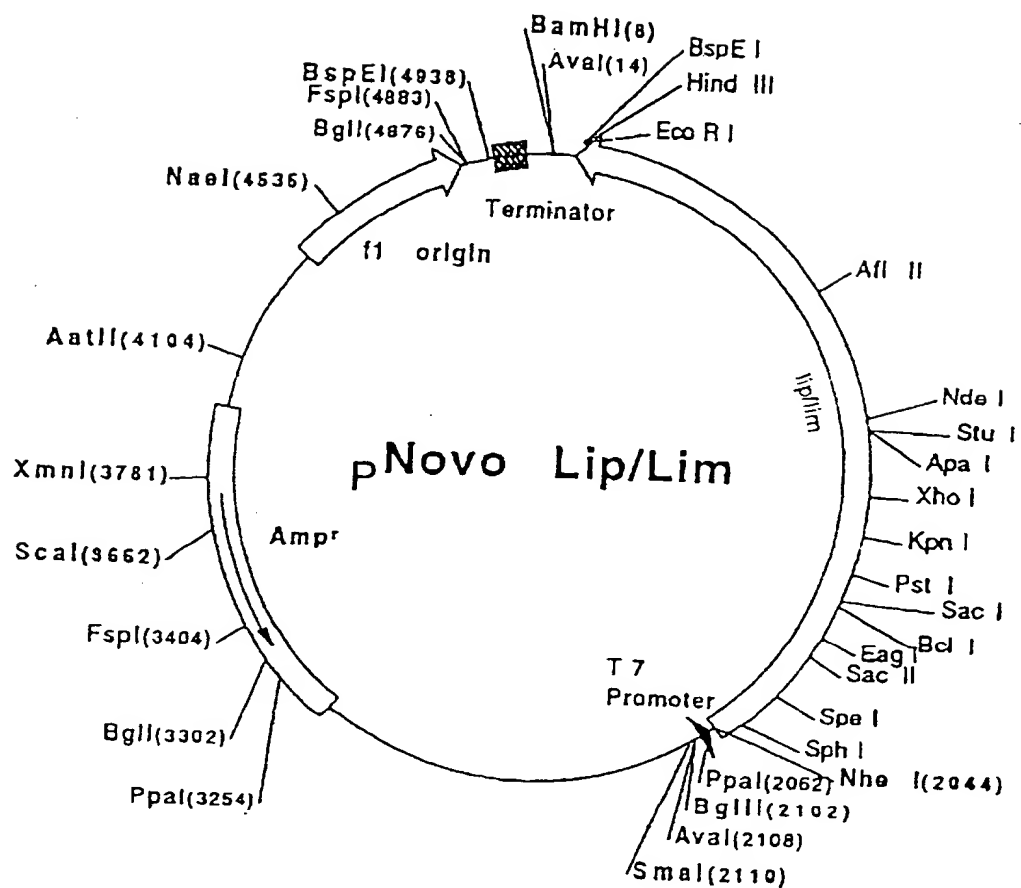 BamHI(8)
AvaI(14)
BspE I
Hind III
Eco R I
BspEI(4938)
FspI(4883)
BglI(4876)
NaeI(4535)
Terminator
f1 origin
Afl II
AatII(4104)
lip/lim
Nde I
Stu I
Apa I
Xho I
Kpn I
Pst I
Sac I
Bcl I
Eag I
Sac II
Spe I
Sph I
Nhe I(2044)
pNovo Lip/Lim
XmnI(3781)
Ampr
ScaI(3662)
FspI(3404)
BglI(3302)
PpaI(3254)
T7
Promoter
PpaI(2062)
BglII(2102)
AvaI(2108)
SmaI(2110)